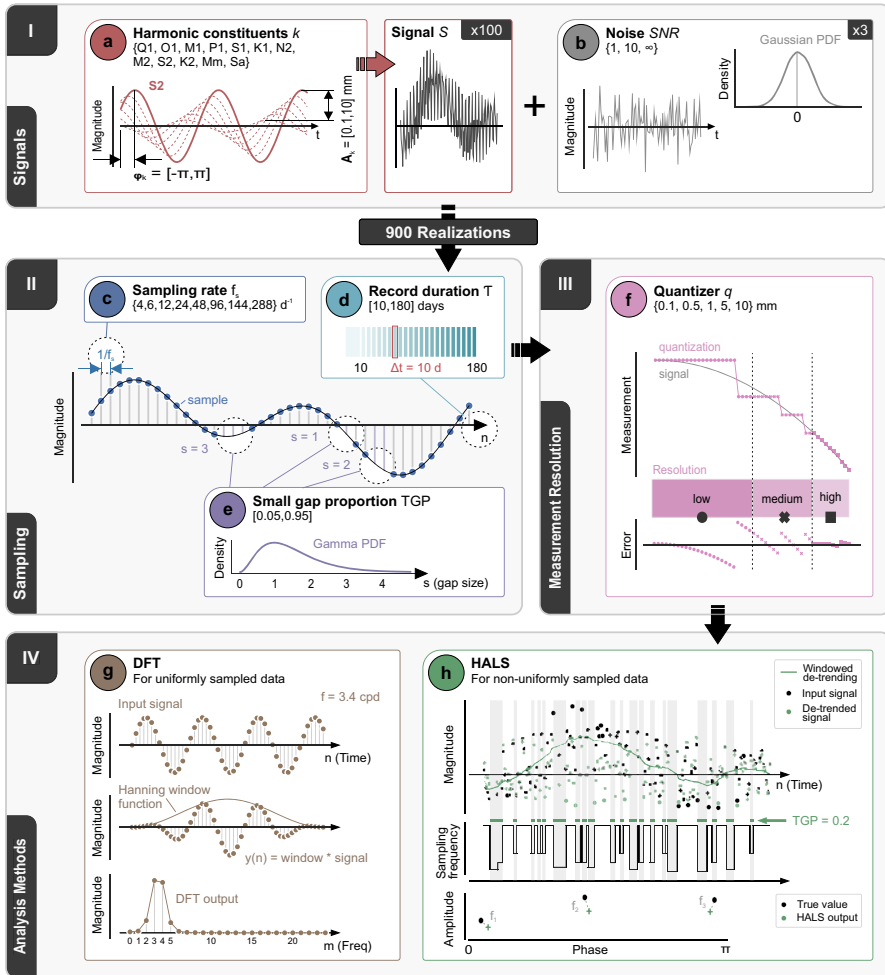 I
Signals
a
Harmonic constituents k
{Q1, O1, M1, P1, S1, K1, N2,
M2, S2, K2, Mm, Sa}
S2
Magnitude
t
φk = [-π,π]
Ak = [0.1,10] mm
Signal S
x100
+
b
Noise SNR
{1, 10, ∞}
x3
Gaussian PDF
Density
0
Magnitude
t
900 Realizations
II
Sampling
c
Sampling rate fs
{4,6,12,24,48,96,144,288} d-1
1/fs
sample
Magnitude
n
s = 3
s = 1
s = 2
d
Record duration T
[10,180] days
10
Δt = 10 d
180
e
Small gap proportion TGP
[0.05,0.95]
Gamma PDF
Density
0 1 2 3 4
s (gap size)
III
Measurement Resolution
f
Quantizer q
{0.1, 0.5, 1, 5, 10} mm
quantization
signal
Measurement
Resolution
low
medium
high
Error
IV
Analysis Methods
g
DFT
For uniformly sampled data
Input signal
f = 3.4 cpd
Magnitude
n (Time)
Hanning window
function
Magnitude
y(n) = window * signal
DFT output
Magnitude
0 1 2 3 4 5 10 15 20
m (Freq)
h
HALS
For non-uniformly sampled data
Windowed
de-trending
Input signal
De-trended
signal
Magnitude
n (Time)
TGP = 0.2
Sampling
frequency
Amplitude
f1
f2
f3
True value
HALS output
0
Phase
π